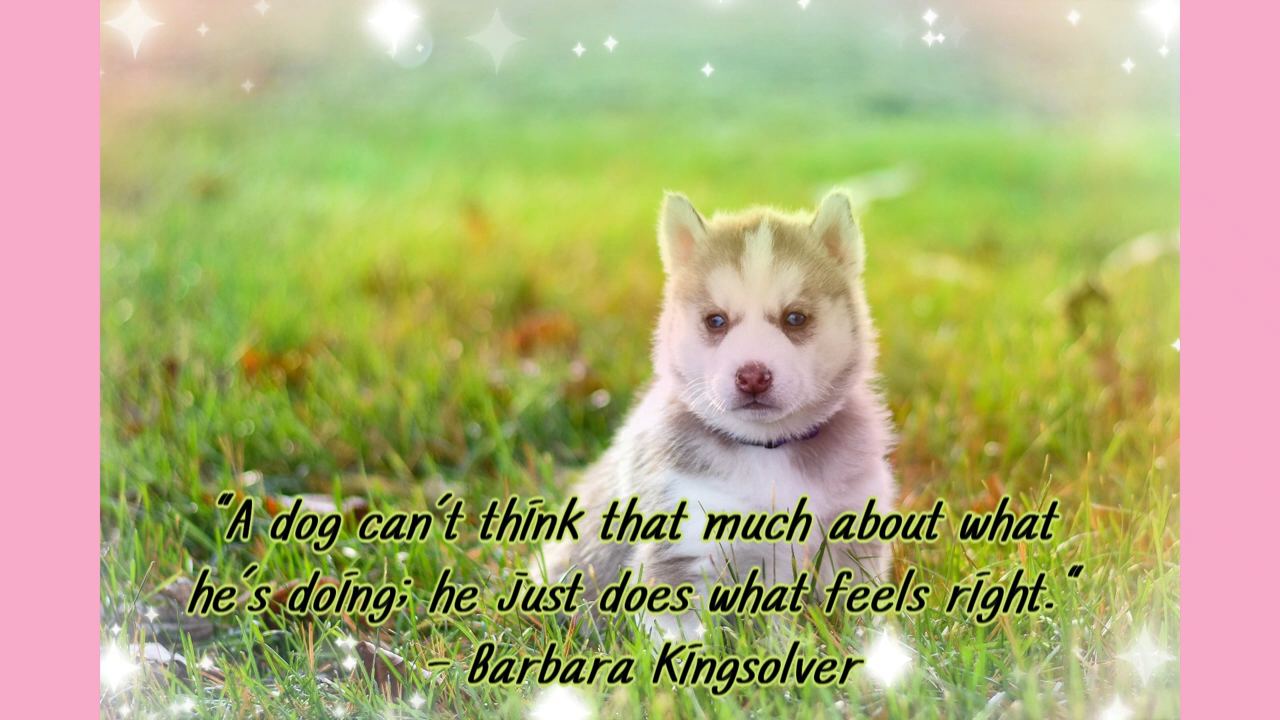 "A dog can't think that much about what
he's doing; he just does what feels right."
- Barbara Kingsolver